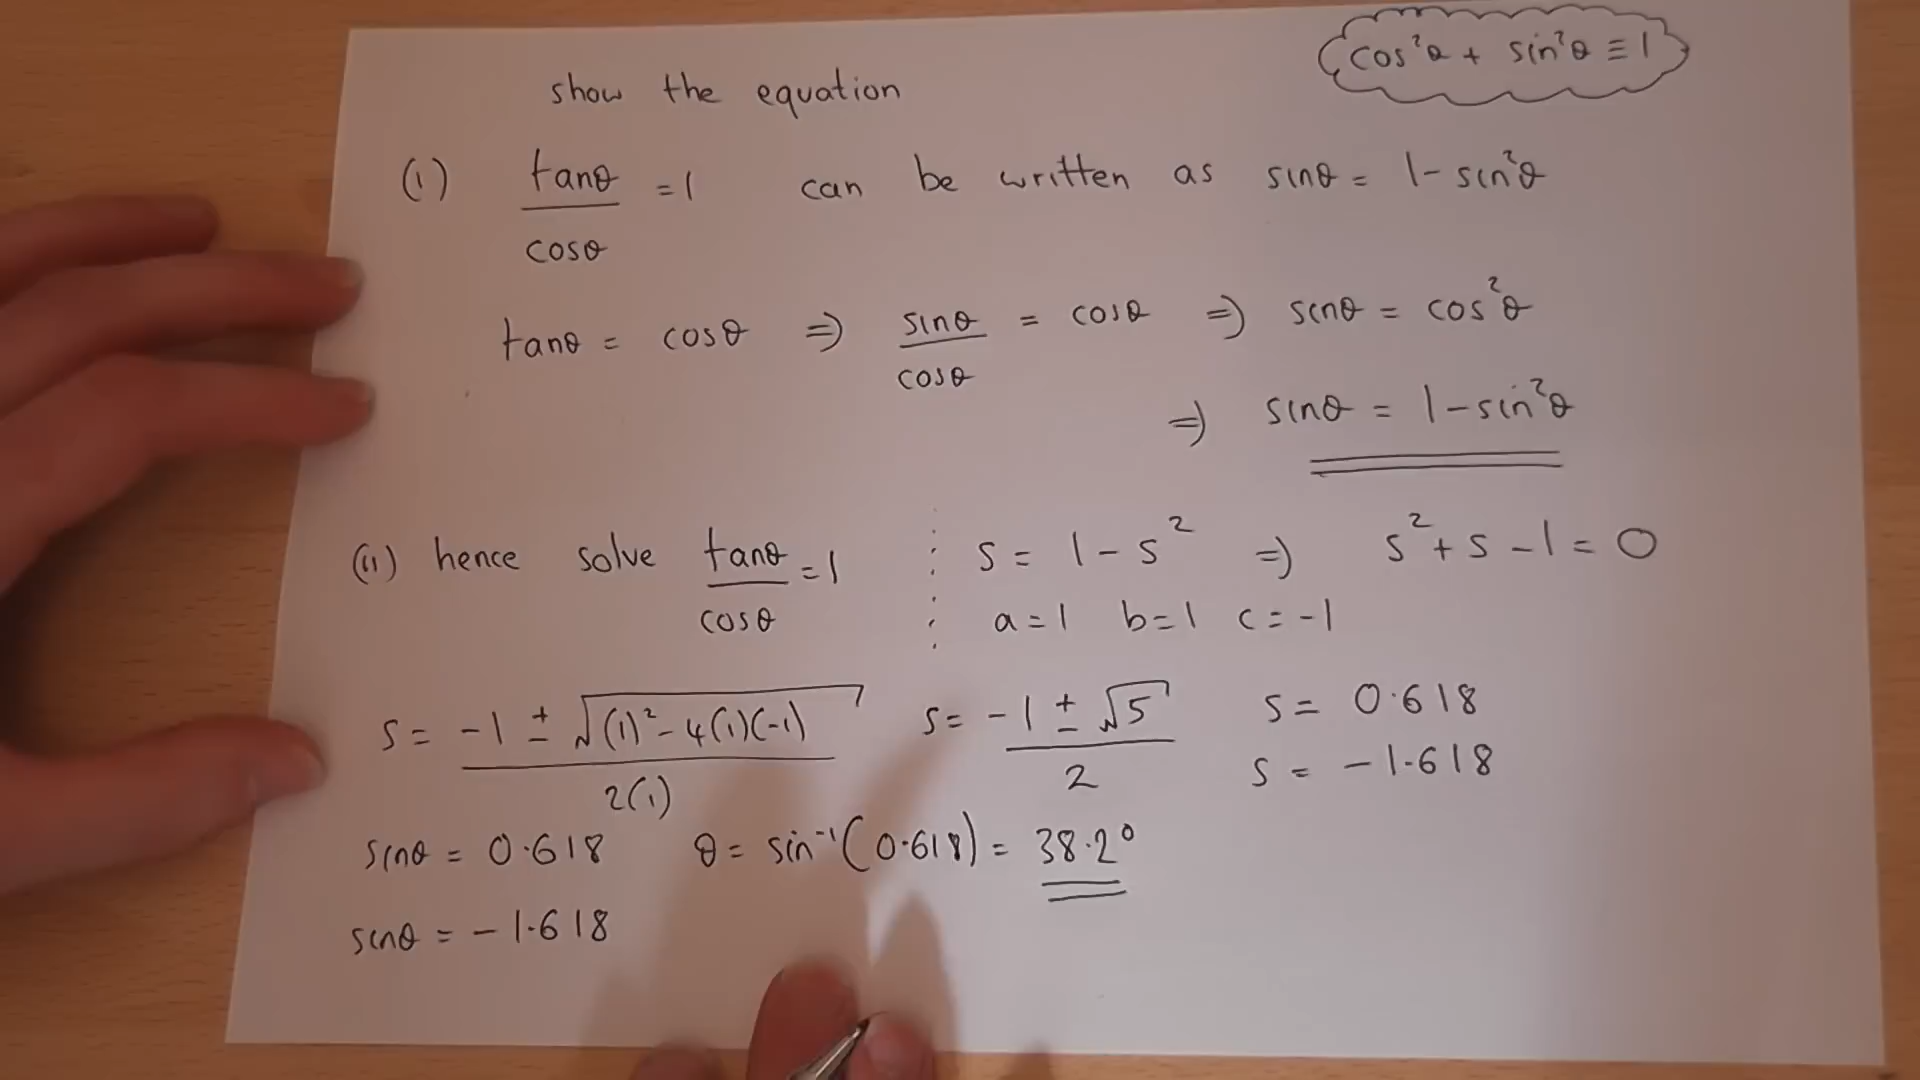 cos²θ + sin²θ ≡ 1
show the equation
(i) tanθ/cosθ = 1 can be written as sinθ = 1 - sin²θ
tanθ = cosθ ⇒ sinθ/cosθ = cosθ ⇒ sinθ = cos²θ
⇒ sinθ = 1 - sin²θ
(ii) hence solve tanθ/cosθ = 1 s = 1 - s² ⇒ s² + s - 1 = 0
a = 1 b = 1 c = -1
s = (-1 ± √((1)² - 4(1)(-1)))/2(1) s = (-1 ± √5)/2 s = 0.618
s = -1.618
sinθ = 0.618 θ = sin⁻¹(0.618) = 38.2°
sinθ = -1.618